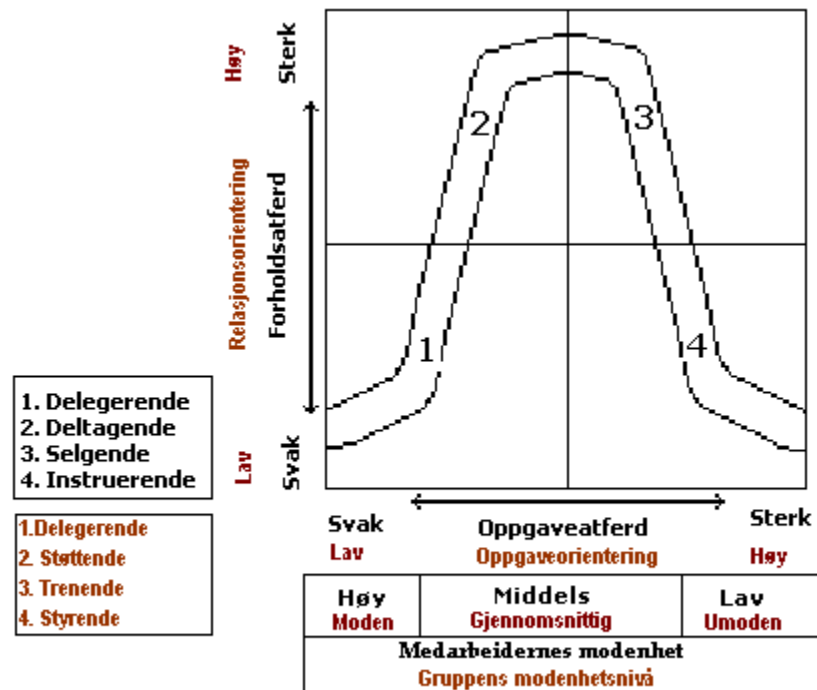 Høy
Sterk
Relasjonsorientering
Forholdsatferd
Lav
Svak
2
3
1
4
1. Delegerende
2. Deltagende
3. Selgende
4. Instruerende
1.Delegerende
2. Støttende
3. Trenende
4. Styrende
Svak
Oppgaveatferd
Sterk
Lav
Oppgaveorientering
Høy
Høy
Middels
Lav
Moden
Gjennomsnittig
Umoden
Medarbeidernes modenhet
Gruppens modenhetsnivå